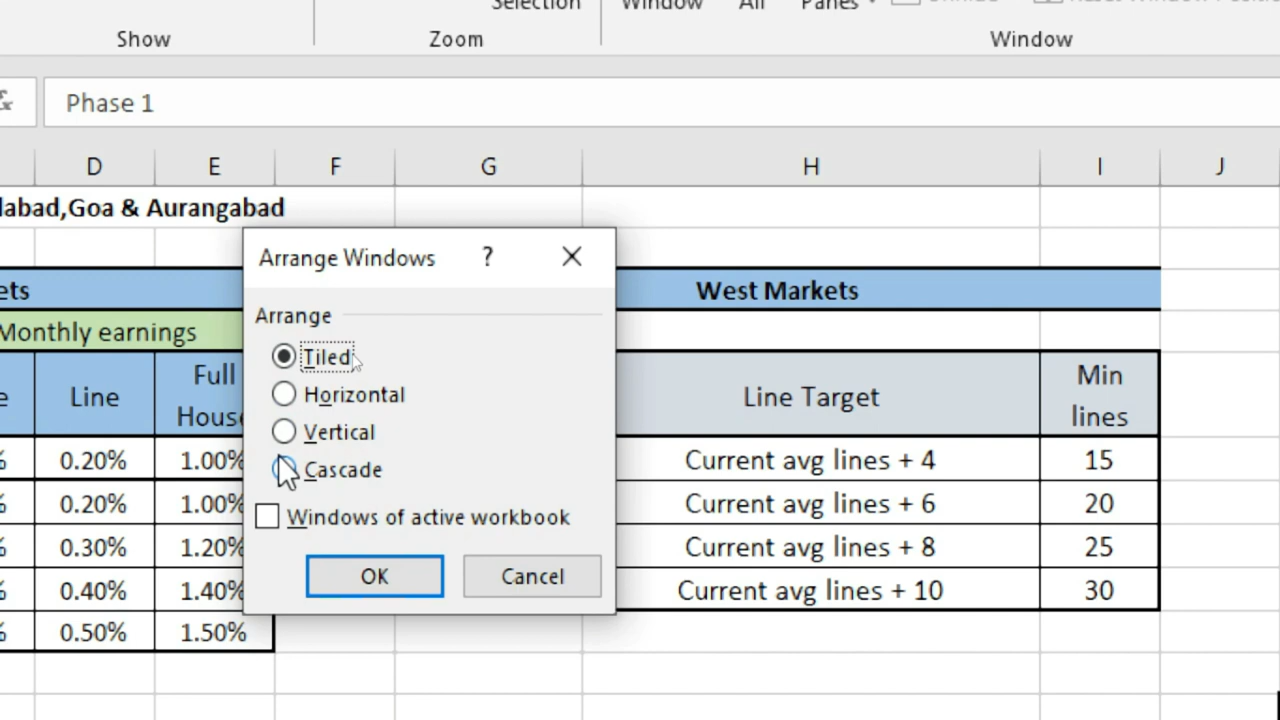 Selection Window All Panes
Show Zoom Window
Phase 1
D E F G H I J
Goa & Aurangabad
West Markets
Monthly earnings
Line Full House Line Target Min lines
0.20% 1.00% Current avg lines + 4 15
0.20% 1.00% Current avg lines + 6 20
0.30% 1.20% Current avg lines + 8 25
0.40% 1.40% Current avg lines + 10 30
0.50% 1.50%
Arrange Windows ?
Arrange
Tiled
Horizontal
Vertical
Cascade
Windows of active workbook
OK Cancel